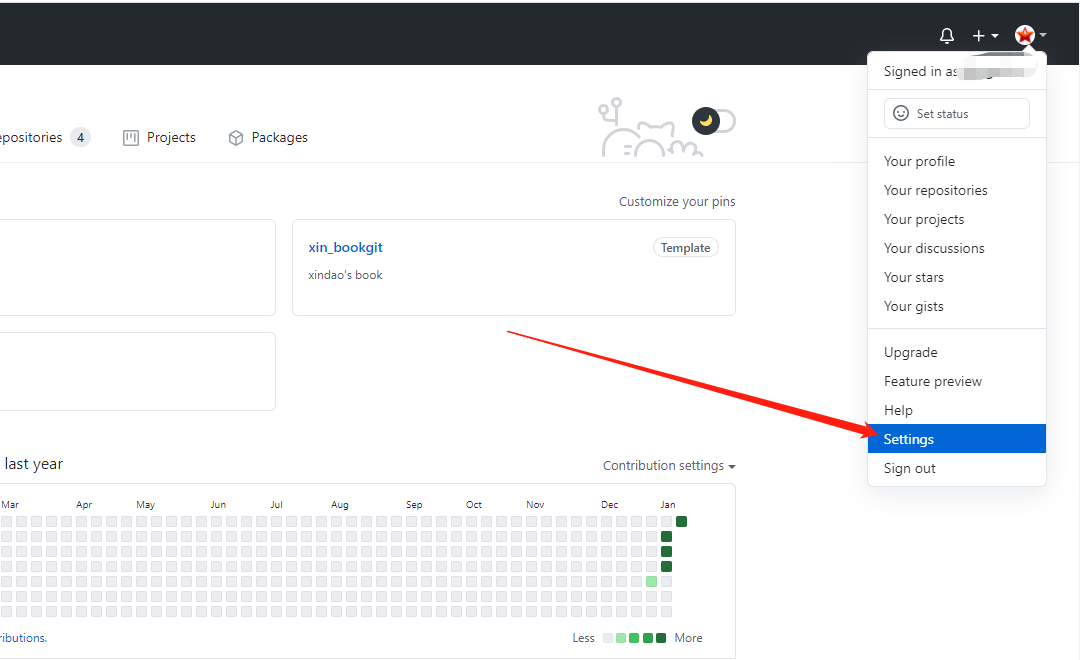 Signed in as
Set status
epositories 4 Projects Packages
Your profile
Your repositories
Your projects
Your discussions
Your stars
Your gists
Customize your pins
xin_bookgit Template
xindao's book
Upgrade
Feature preview
Help
Settings
Sign out
last year
Contribution settings
Mar Apr May Jun Jul Aug Sep Oct Nov Dec Jan
ributions.
Less More